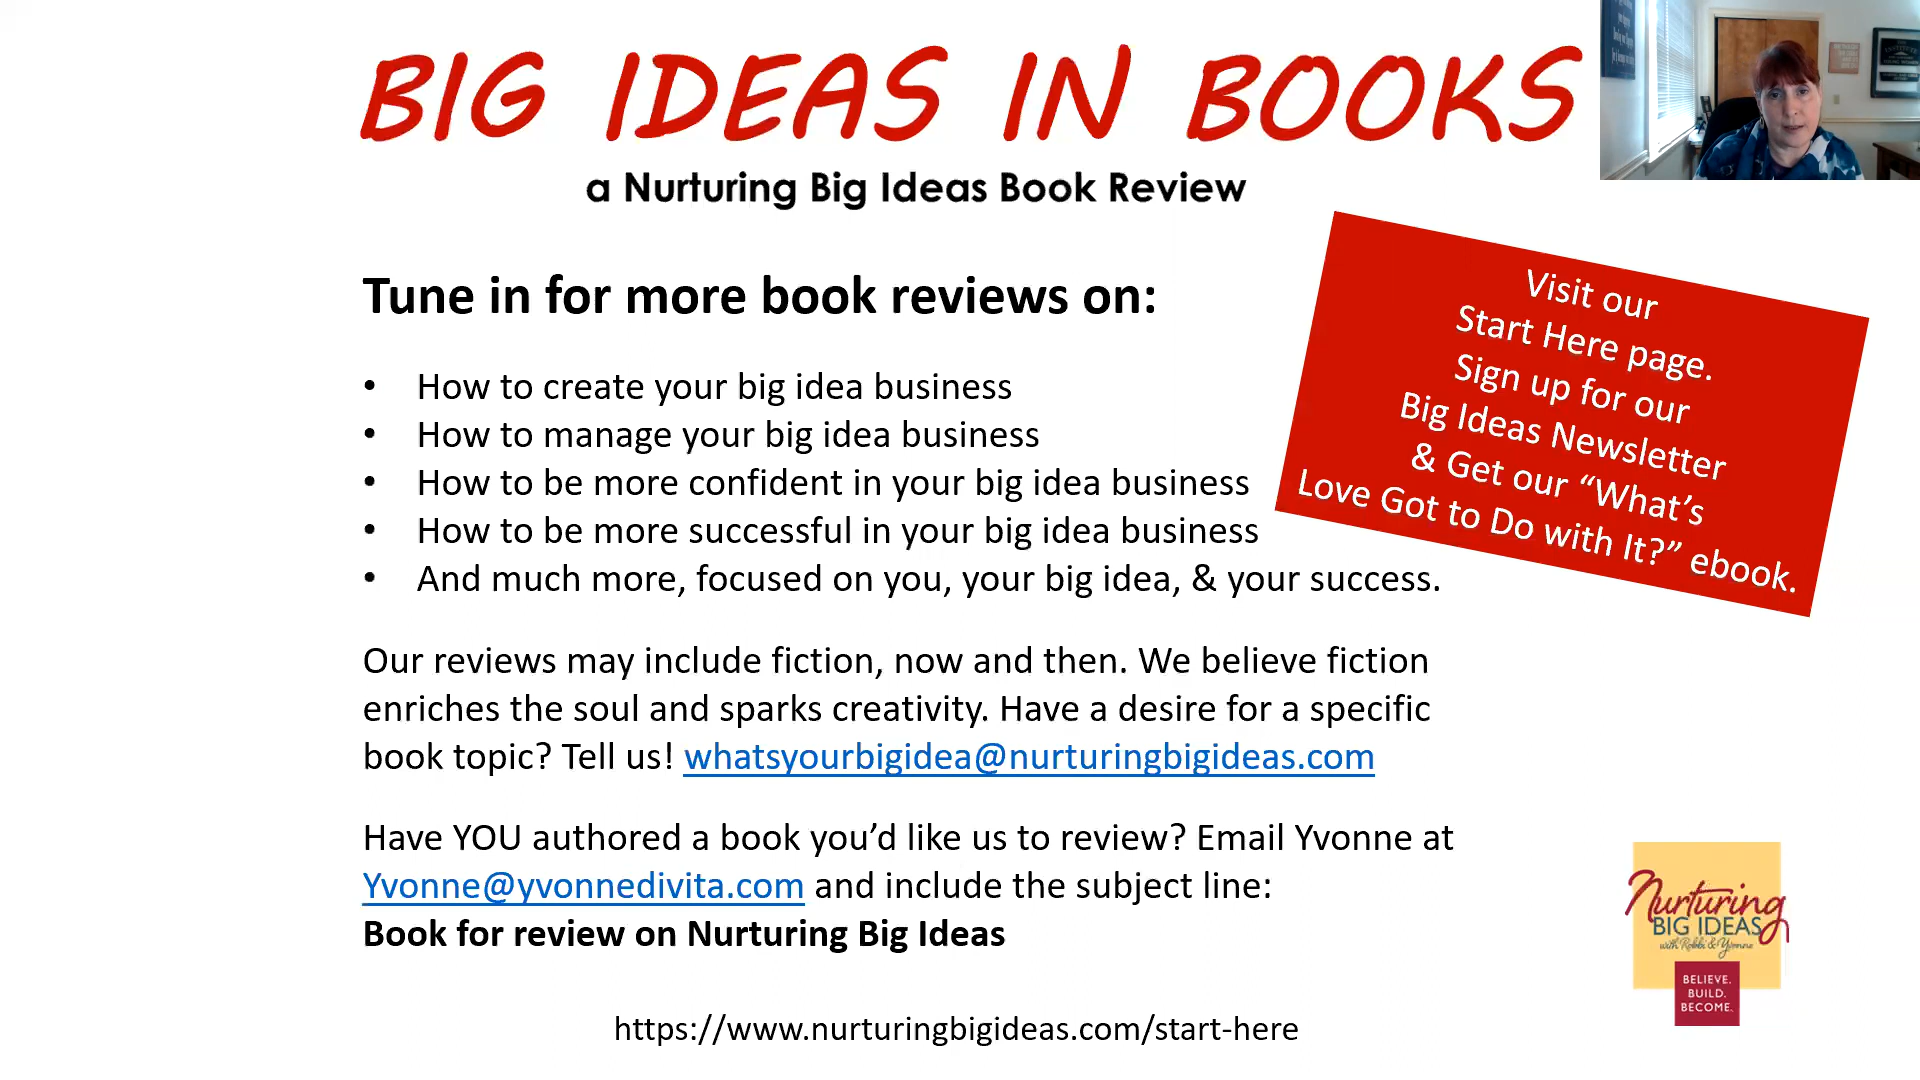 BIG IDEAS IN BOOKS
a Nurturing Big Ideas Book Review
Tune in for more book reviews on:
• How to create your big idea business
• How to manage your big idea business
• How to be more confident in your big idea business
• How to be more successful in your big idea business
• And much more, focused on you, your big idea, & your success.
Visit our
Start Here page.
Sign up for our
Big Ideas Newsletter
& Get our “What’s
Love Got to Do with It?” ebook.
Our reviews may include fiction, now and then. We believe fiction
enriches the soul and sparks creativity. Have a desire for a specific
book topic? Tell us! whatsyourbigidea@nurturingbigideas.com
Have YOU authored a book you’d like us to review? Email Yvonne at
Yvonne@yvonnedivita.com and include the subject line:
Book for review on Nurturing Big Ideas
Nurturing
BIG IDEAS
with Robbi & Yvonne
BELIEVE.
BUILD.
BECOME.
https://www.nurturingbigideas.com/start-here